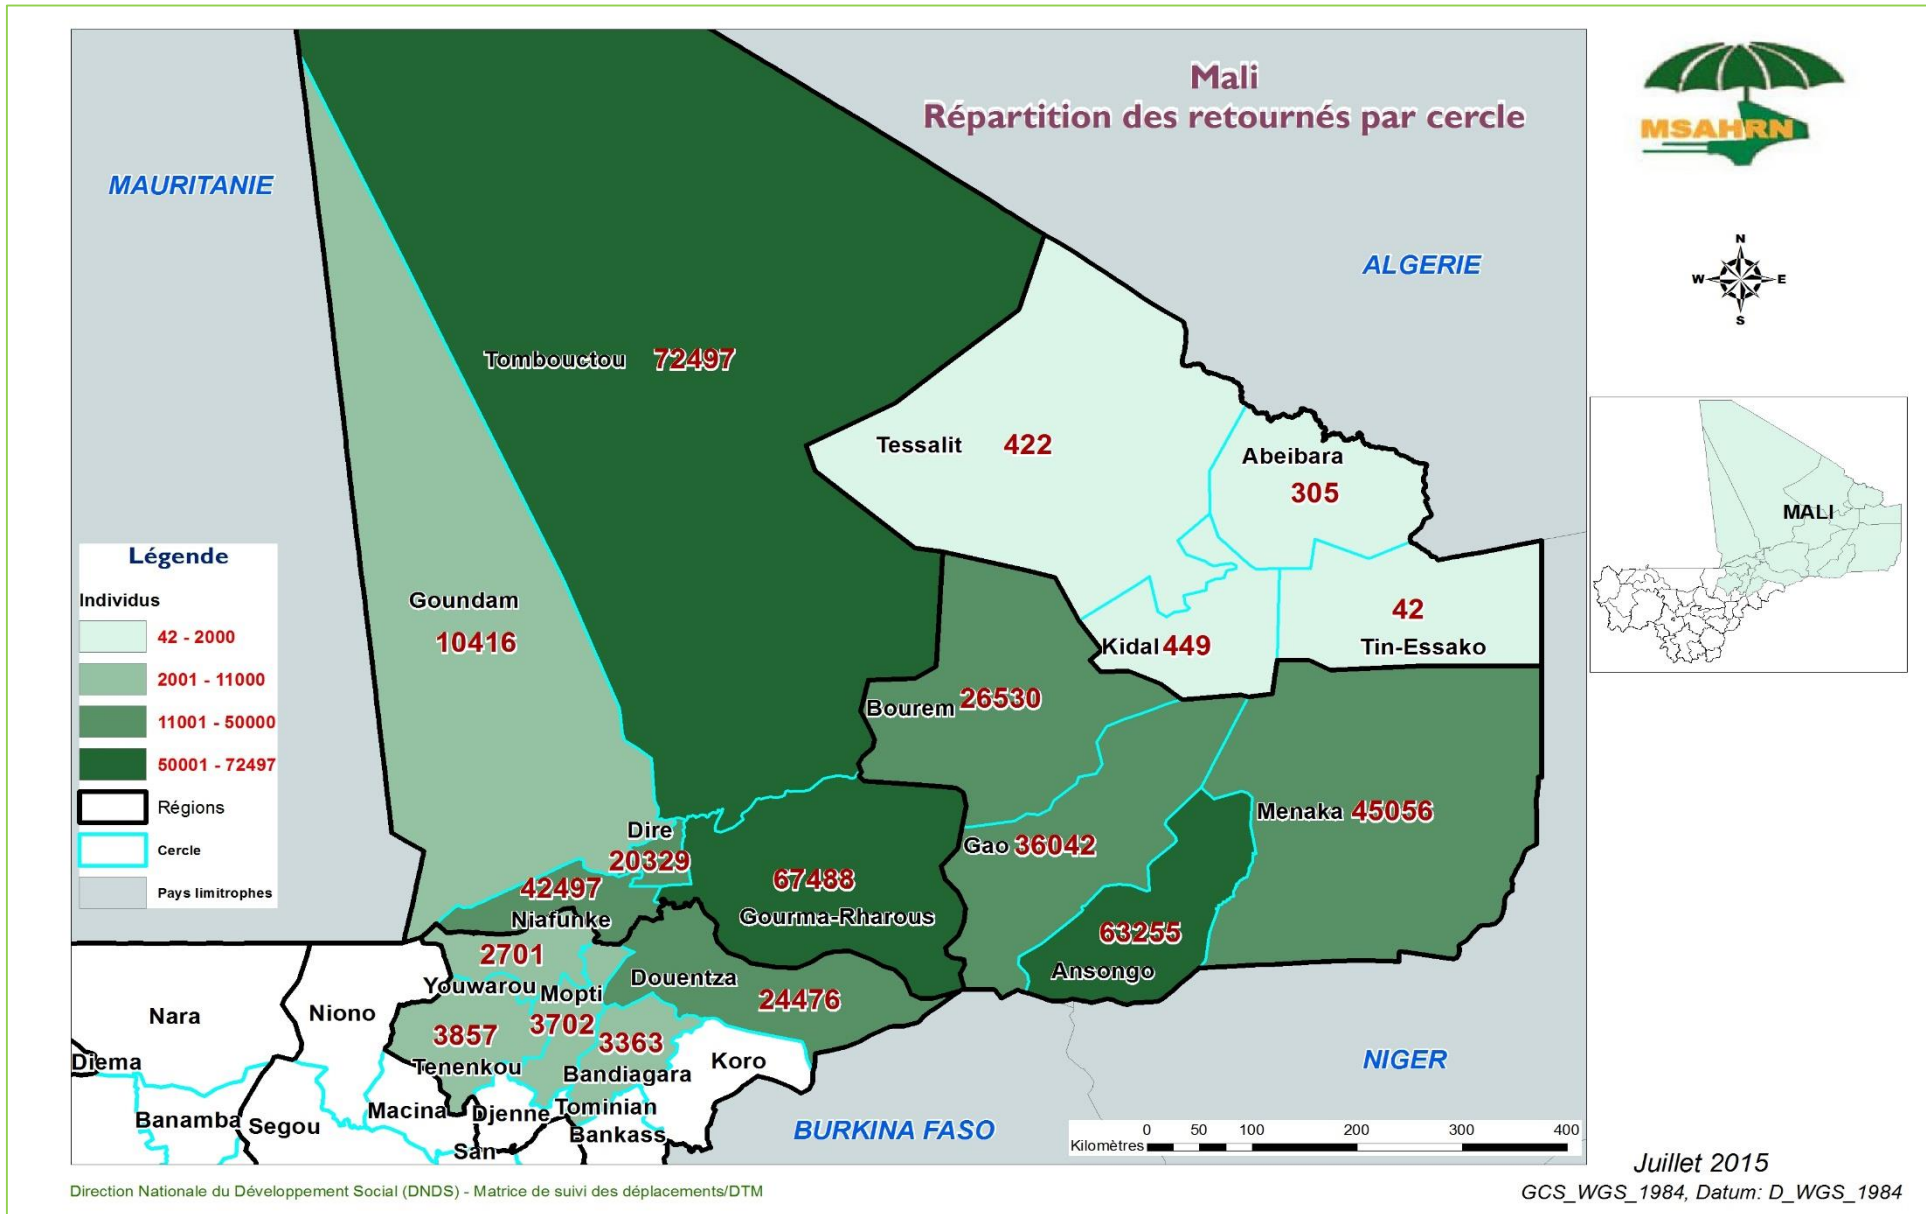 Mali
Répartition des retournés par cercle
MSAHRN
MAURITANIE
ALGERIE
N
W
E
S
Tombouctou 72497
Tessalit 422
Abeibara
305
MALI
Légende
Individus
42 - 2000
2001 - 11000
11001 - 50000
50001 - 72497
Régions
Cercle
Pays limitrophes
Goundam
10416
42
Tin-Essako
Kidal 449
Bourem 26530
Menaka 45056
Dire
20329
Gao 36042
42497
Niafunke
67488
Gourma-Rharous
63255
Ansongo
2701
Youwarou
Douentza
24476
Mopti
3702
Nara
Niono
3857
Tenenkou
3363
Bandiagara
Koro
Diema
NIGER
Banamba
Segou
Macina
Djenne
Tominian
Bankass
San
BURKINA FASO
Kilomètres
0 50 100 200 300 400
Juillet 2015
Direction Nationale du Développement Social (DNDS) - Matrice de suivi des déplacements/DTM
GCS_WGS_1984, Datum: D_WGS_1984